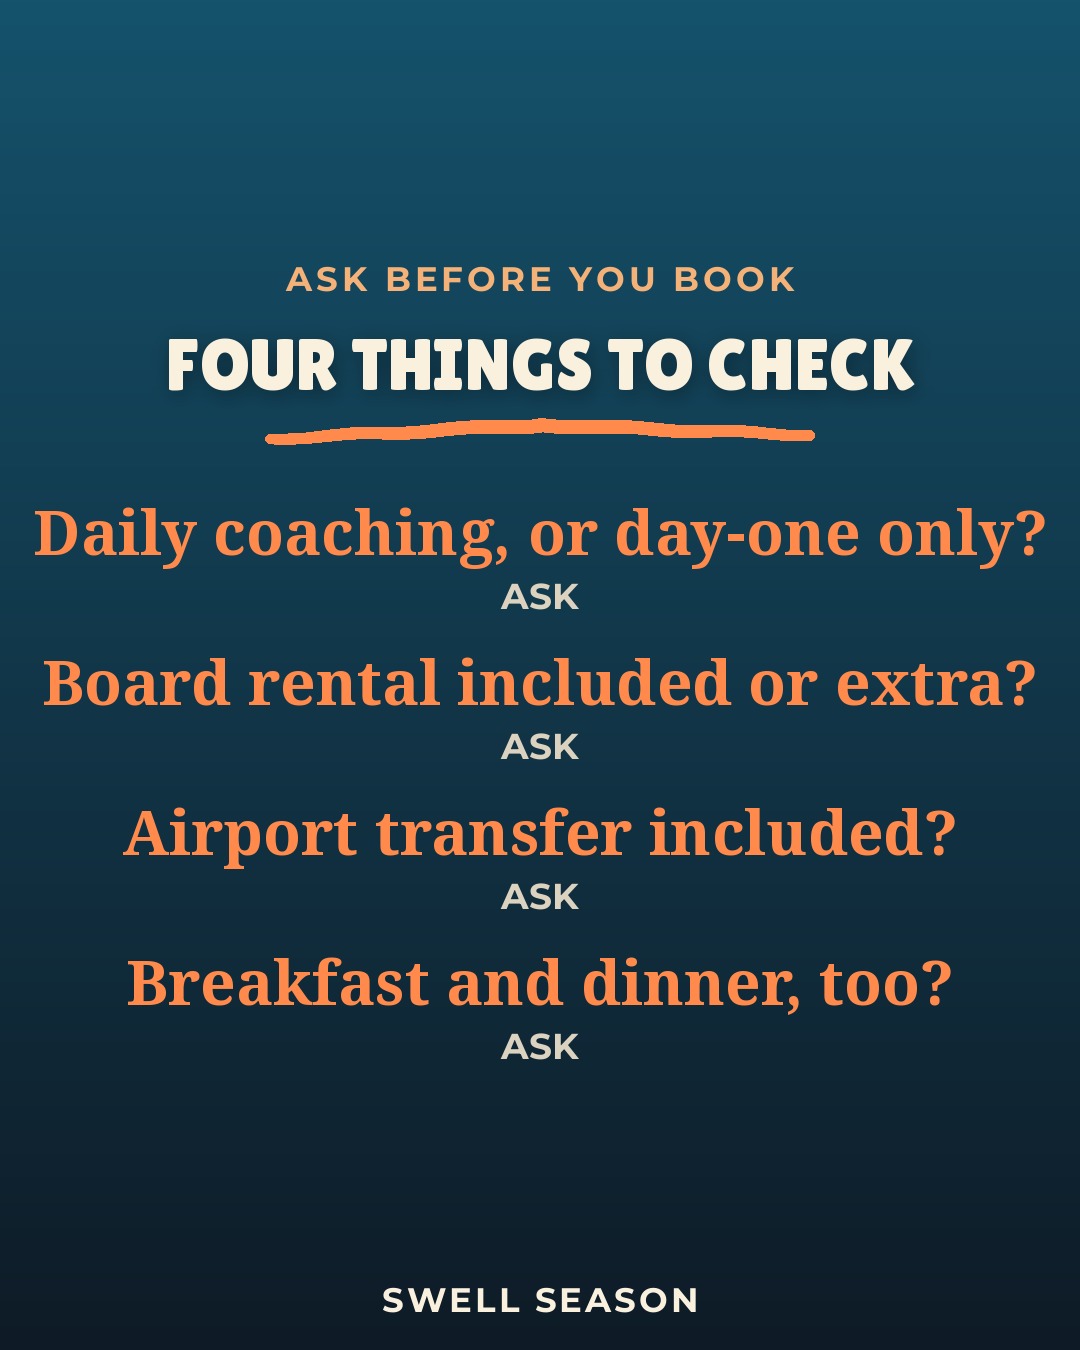 ASK BEFORE YOU BOOK
FOUR THINGS TO CHECK
Daily coaching, or day-one only?
ASK
Board rental included or extra?
ASK
Airport transfer included?
ASK
Breakfast and dinner, too?
ASK
SWELL SEASON